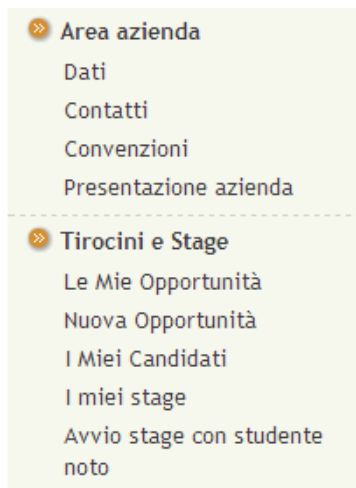 Area azienda
Dati
Contatti
Convenzioni
Presentazione azienda
Tirocini e Stage
Le Mie Opportunità
Nuova Opportunità
I Miei Candidati
I miei stage
Avvio stage con studente
noto